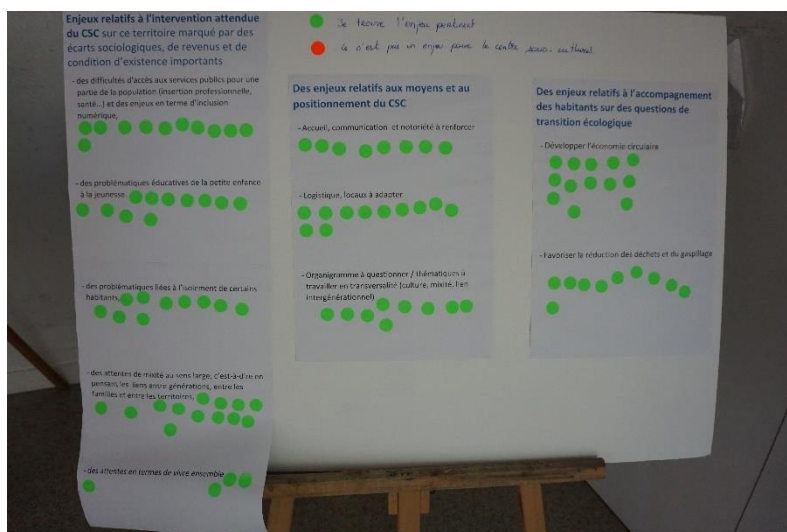 Enjeux relatifs à l'intervention attendue
du CSC sur ce territoire marqué par des
écarts sociologiques, de revenus et de
condition d'existence importants
- des difficultés d'accès aux services publics pour une
partie de la population (insertion professionnelle,
santé...) et des enjeux en terme d'inclusion
numérique,
- des problématiques éducatives de la petite enfance
à la jeunesse
- des problématiques liées à l'isolement de certains
habitants,
- des attentes de mixité au sens large, c'est-à-dire en
pensant les liens entre générations, entre les
familles et entre les territoires,
- des attentes en termes de vivre ensemble
Je trouve l'enjeu pertinent
Ce n'est pas un enjeu pour le centre socio-culturel
Des enjeux relatifs aux moyens et au
positionnement du CSC
- Accueil, communication et notoriété à renforcer
- Logistique, locaux à adapter
- Organigramme à questionner / thématiques à
travailler en transversalité (culture, mixité, lien
intergénérationnel)
Des enjeux relatifs à l'accompagnement
des habitants sur des questions de
transition écologique
- Développer l'économie circulaire
- Favoriser la réduction des déchets et du gaspillage